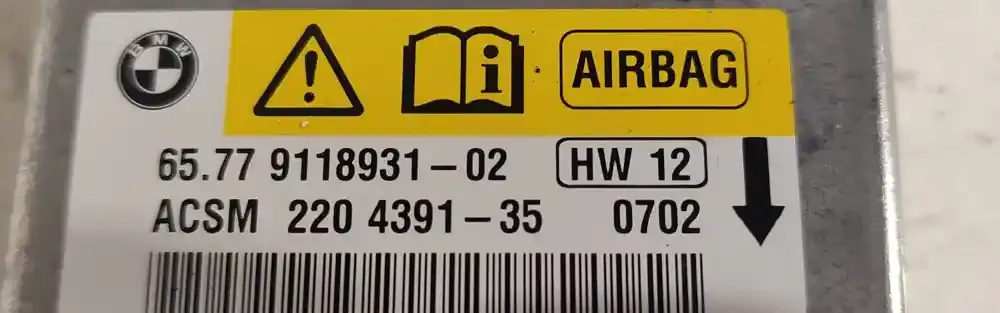 BMW
AIRBAG
65.77 9118931-02 HW 12
ACSM 220 4391-35 0702